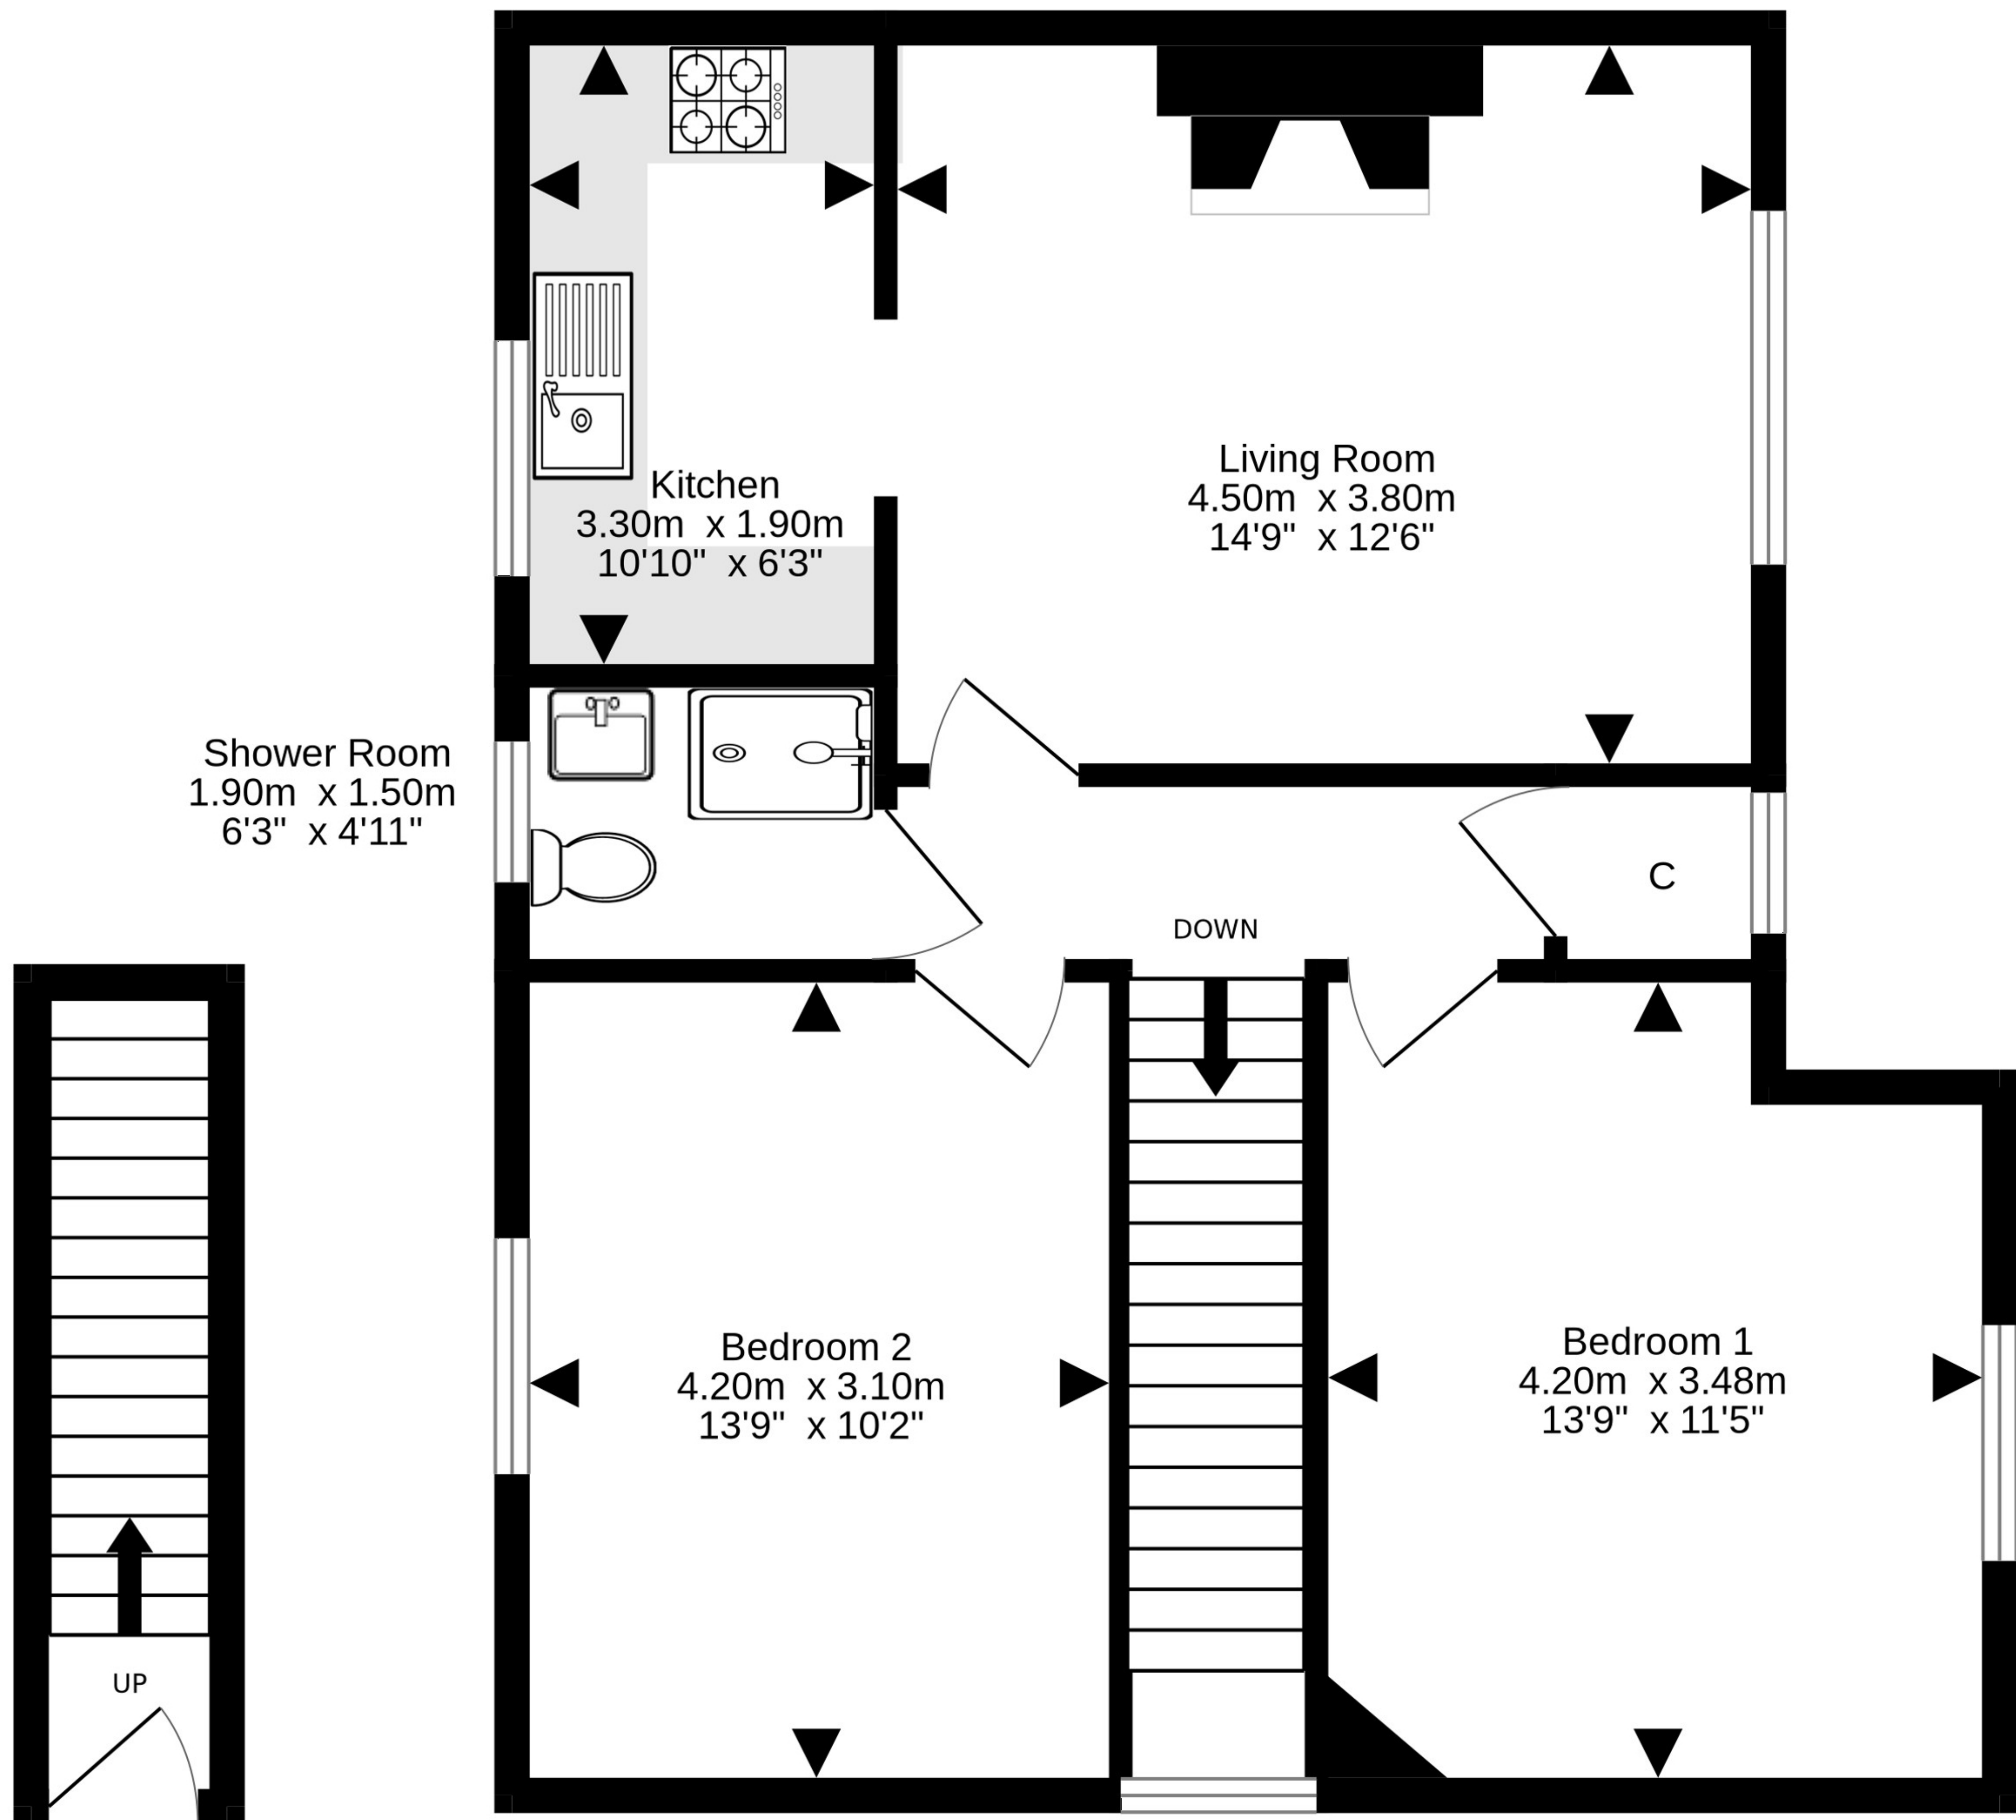 Kitchen
3.30m x 1.90m
10'10" x 6'3"
Living Room
4.50m x 3.80m
14'9" x 12'6"
Shower Room
1.90m x 1.50m
6'3" x 4'11"
C
DOWN
Bedroom 2
4.20m x 3.10m
13'9" x 10'2"
Bedroom 1
4.20m x 3.48m
13'9" x 11'5"
UP